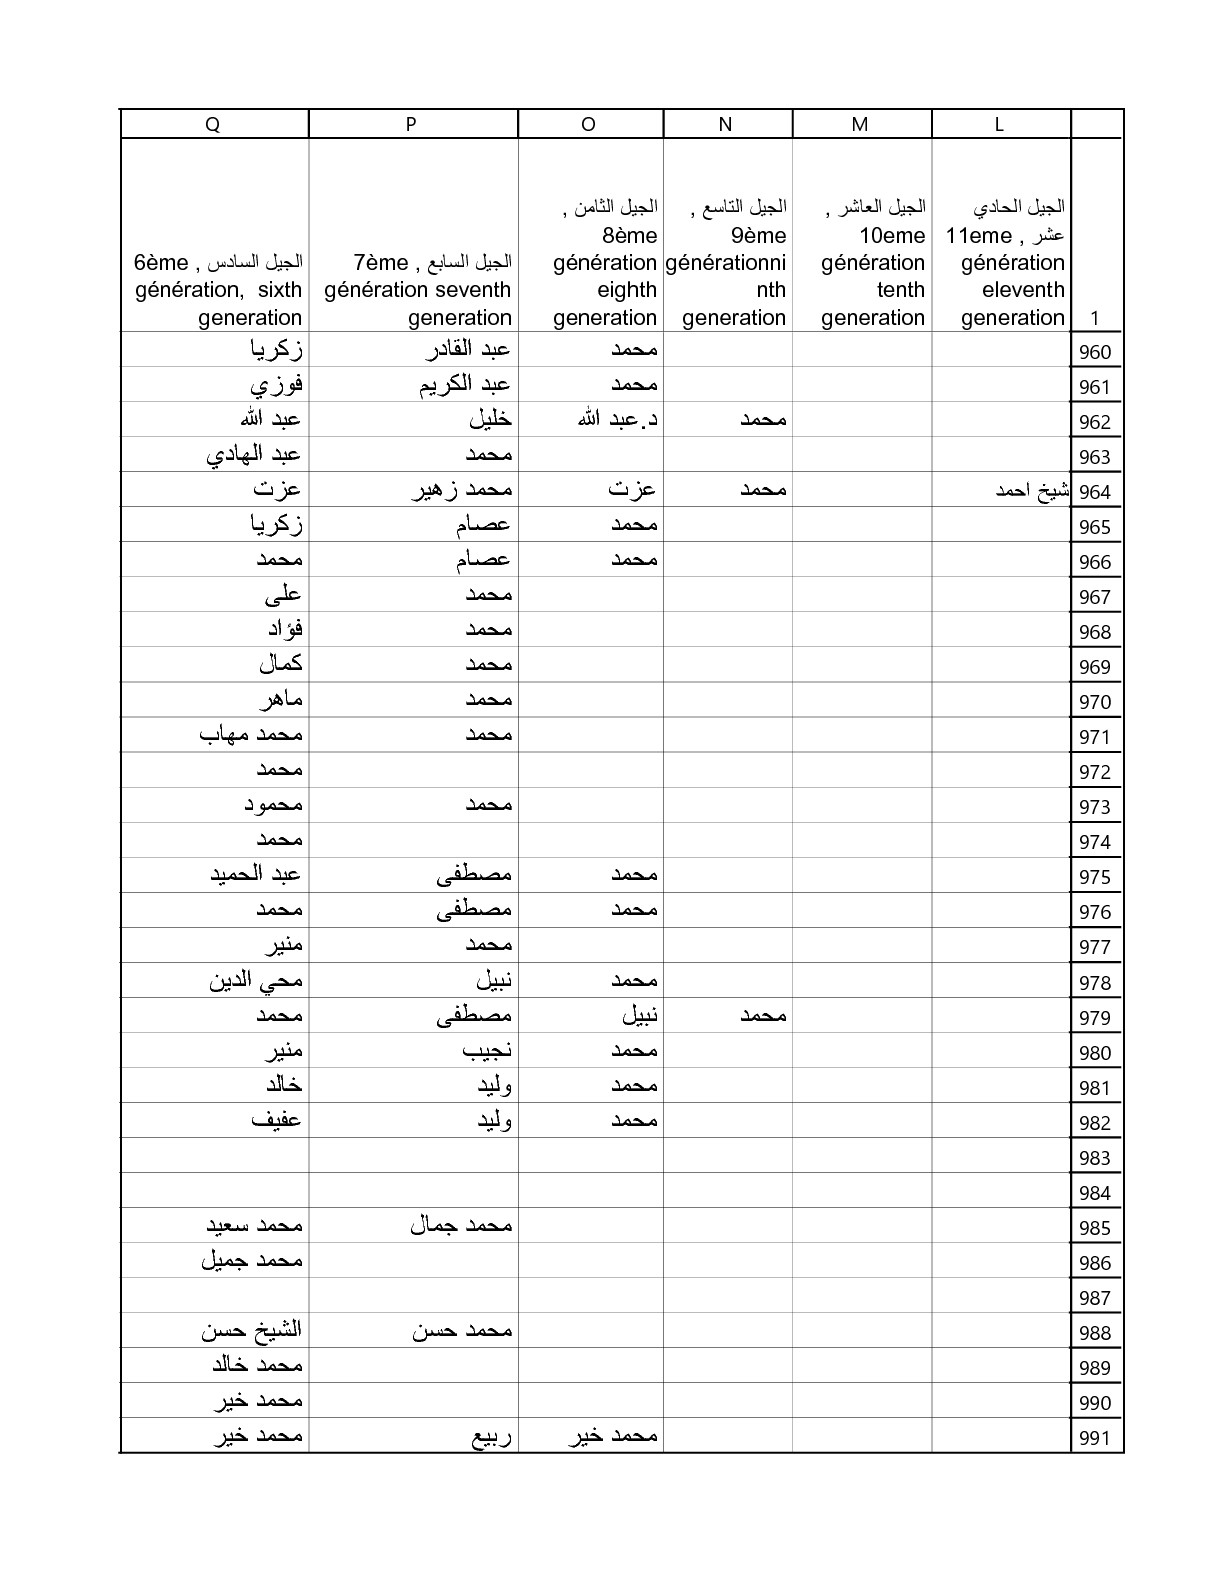 L M N O P Q
1 الجيل الحادي عشر , 11eme génération eleventh generation الجيل العاشر , 10eme génération tenth generation الجيل التاسع , 9ème générationni nth generation الجيل الثامن , 8ème génération eighth generation الجيل السابع , 7ème génération seventh generation الجيل السادس , 6ème génération, sixth generation
960 محمد عبد القادر زكريا
961 محمد عبد الكريم فوزي
962 محمد د.عبد الله خليل عبد الله
963 محمد عبد الهادي
964 شيخ احمد محمد عزت محمد زهير عزت
965 محمد عصام زكريا
966 محمد عصام محمد
967 محمد على
968 محمد فؤاد
969 محمد كمال
970 محمد ماهر
971 محمد محمد مهاب
972 محمد
973 محمد محمود
974 محمد
975 محمد مصطفى عبد الحميد
976 محمد مصطفى محمد
977 محمد منير
978 محمد نبيل محي الدين
979 محمد نبيل مصطفى محمد
980 محمد نجيب منير
981 محمد وليد خالد
982 محمد وليد عفيف
983
984
985 محمد جمال محمد سعيد
986 محمد جميل
987
988 محمد حسن الشيخ حسن
989 محمد خالد
990 محمد خير
991 محمد خير ربيع محمد خير